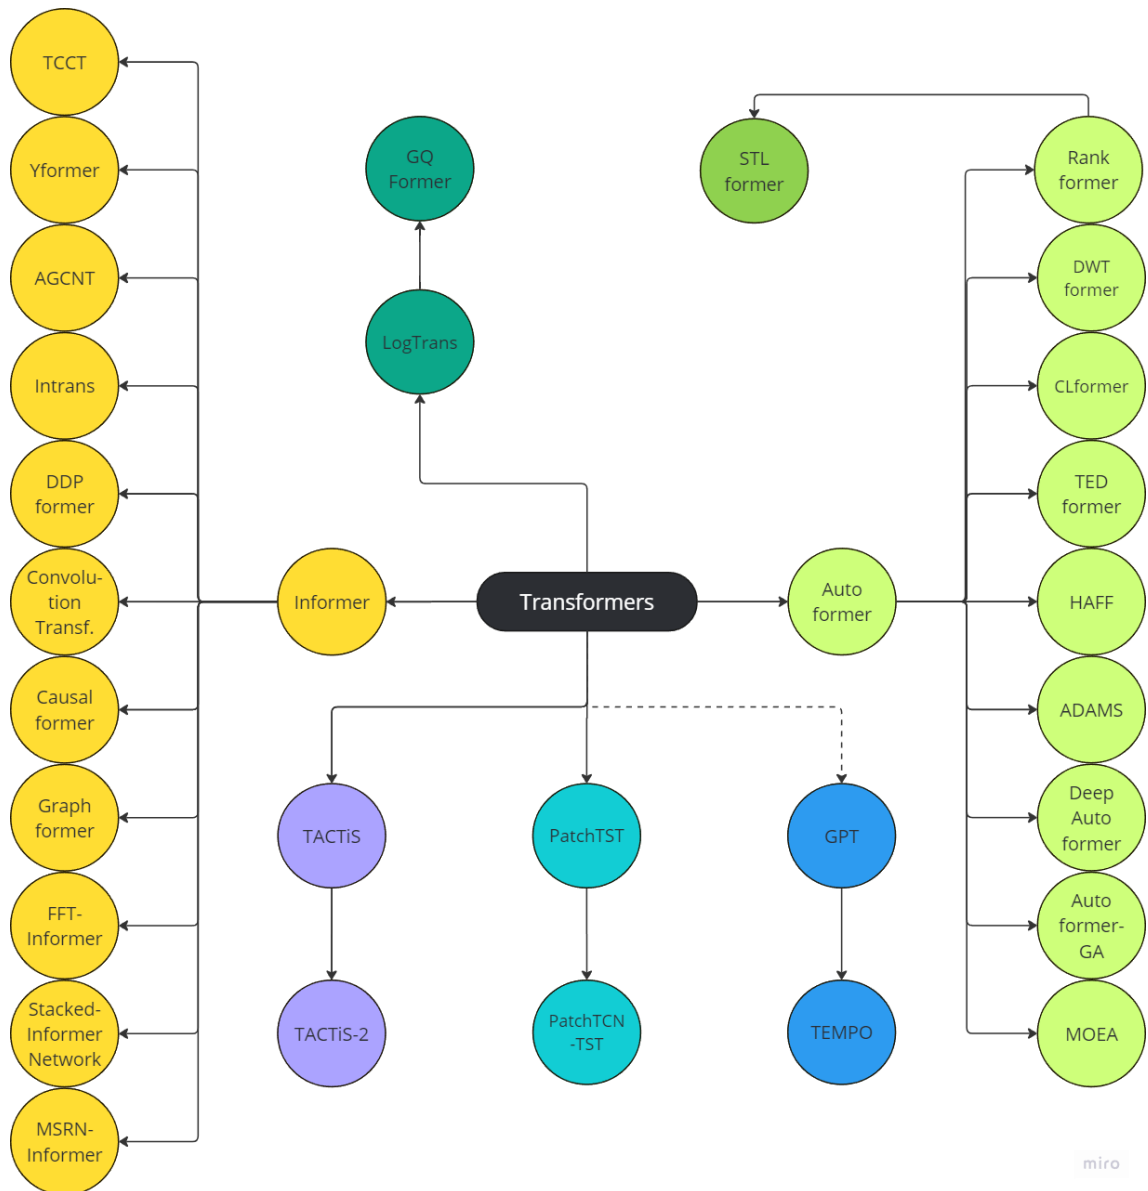 TCCT
Yformer
AGCNT
Intrans
DDP
former
Convolu-
tion
Transf.
Causal
former
Graph
former
FFT-
Informer
Stacked-
Informer
Network
MSRN-
Informer
GQ
Former
LogTrans
Informer
Transformers
TACTiS
TACTiS-2
PatchTST
PatchTCN
-TST
GPT
TEMPO
Auto
former
STL
former
Rank
former
DWT
former
CLformer
TED
former
HAFF
ADAMS
Deep
Auto
former
Auto
former-
GA
MOEA
miro